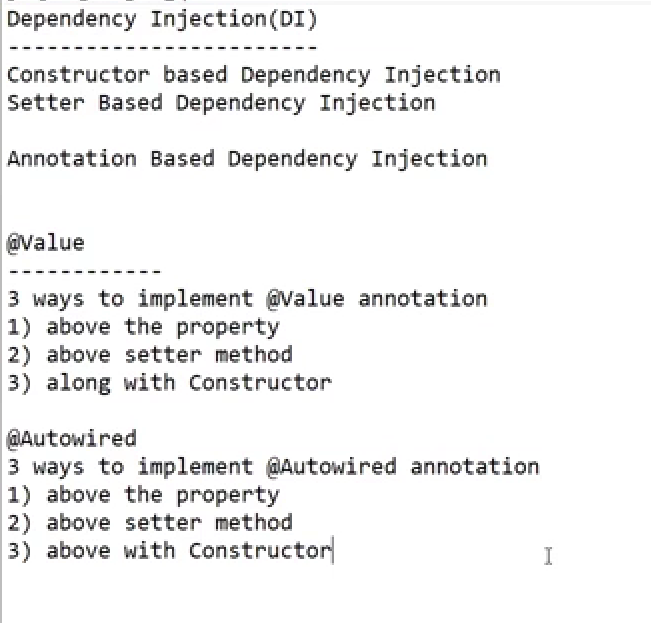 Dependency Injection(DI)
------------------------
Constructor based Dependency Injection
Setter Based Dependency Injection
Annotation Based Dependency Injection
@Value
------------
3 ways to implement @Value annotation
1) above the property
2) above setter method
3) along with Constructor
@Autowired
3 ways to implement @Autowired annotation
1) above the property
2) above setter method
3) above with Constructor